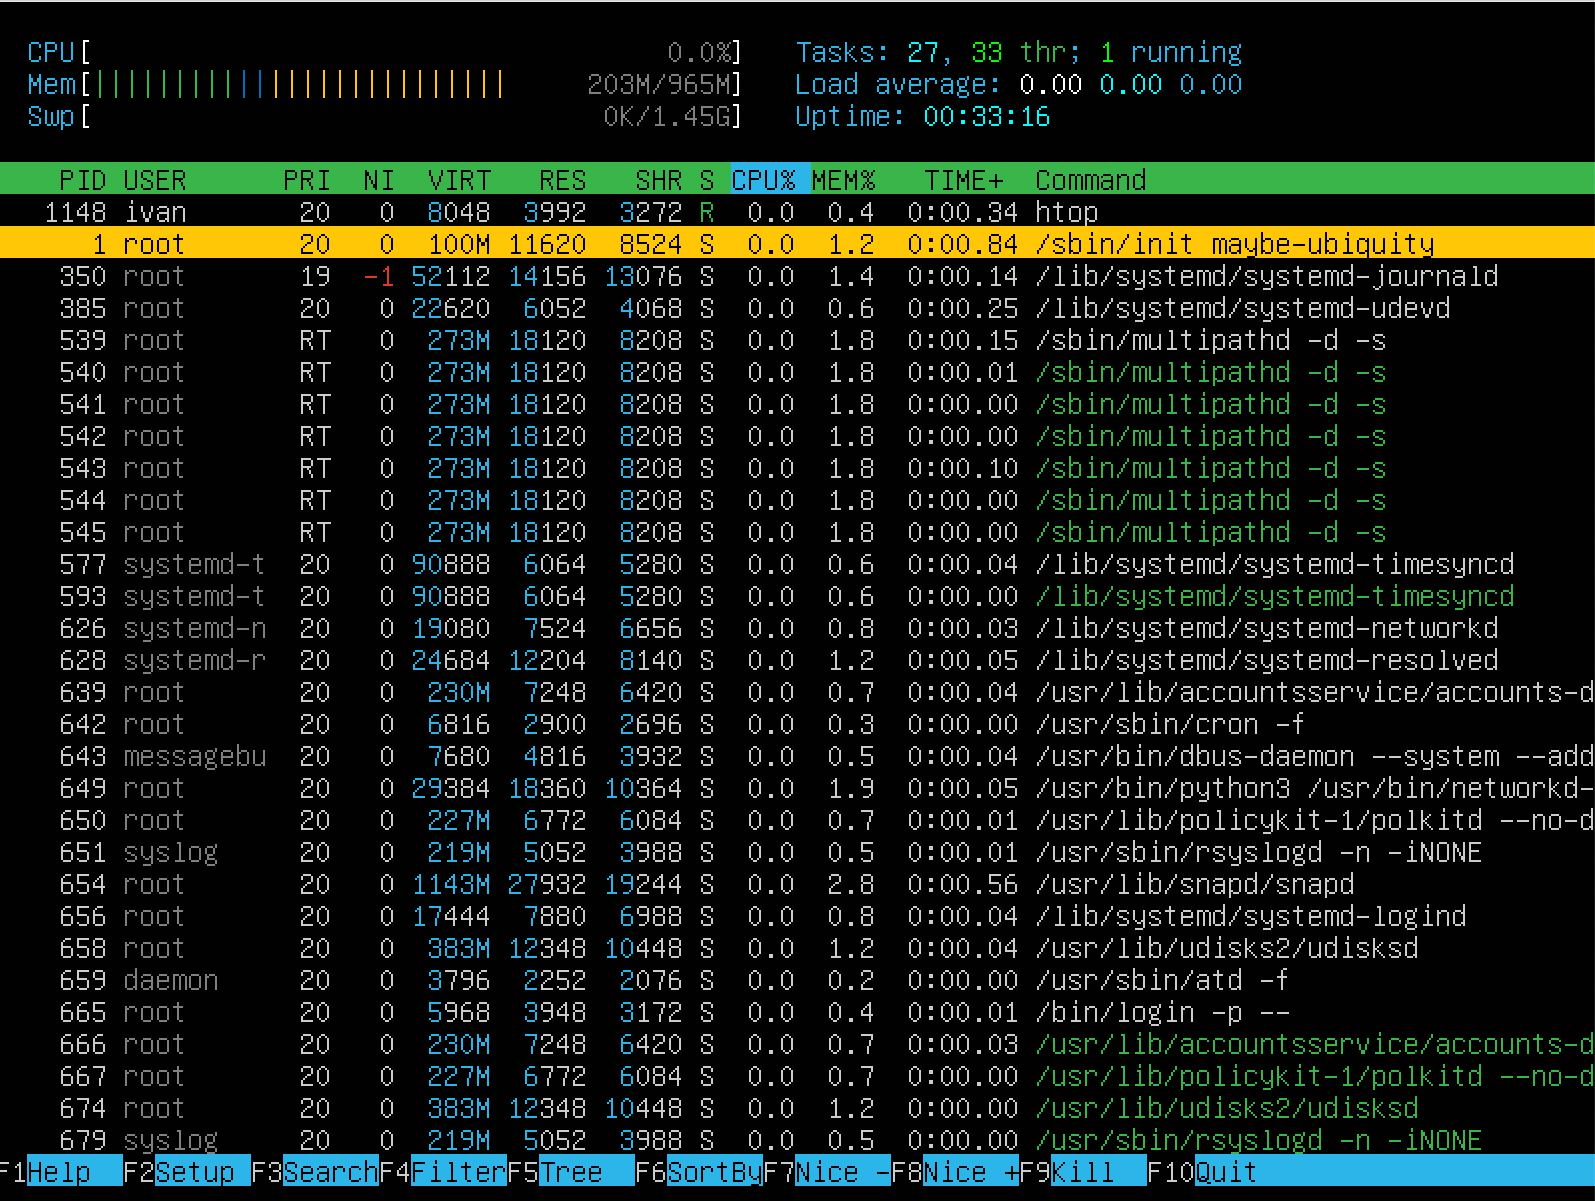 CPU[ 0.0%] Tasks: 27, 33 thr; 1 running
Mem[|||||||||||||||||||||||||| 203M/965M] Load average: 0.00 0.00 0.00
Swp[ 0K/1.45G] Uptime: 00:33:16
PID USER PRI NI VIRT RES SHR S CPU% MEM% TIME+ Command
1148 ivan 20 0 8048 3992 3272 R 0.0 0.4 0:00.34 htop
1 root 20 0 100M 11620 8524 S 0.0 1.2 0:00.84 /sbin/init maybe-ubiquity
350 root 19 -1 52112 14156 13076 S 0.0 1.4 0:00.14 /lib/systemd/systemd-journald
385 root 20 0 22620 6052 4068 S 0.0 0.6 0:00.25 /lib/systemd/systemd-udevd
539 root RT 0 273M 18120 8208 S 0.0 1.8 0:00.15 /sbin/multipathd -d -s
540 root RT 0 273M 18120 8208 S 0.0 1.8 0:00.01 /sbin/multipathd -d -s
541 root RT 0 273M 18120 8208 S 0.0 1.8 0:00.00 /sbin/multipathd -d -s
542 root RT 0 273M 18120 8208 S 0.0 1.8 0:00.00 /sbin/multipathd -d -s
543 root RT 0 273M 18120 8208 S 0.0 1.8 0:00.10 /sbin/multipathd -d -s
544 root RT 0 273M 18120 8208 S 0.0 1.8 0:00.00 /sbin/multipathd -d -s
545 root RT 0 273M 18120 8208 S 0.0 1.8 0:00.00 /sbin/multipathd -d -s
577 systemd-t 20 0 90888 6064 5280 S 0.0 0.6 0:00.04 /lib/systemd/systemd-timesyncd
593 systemd-t 20 0 90888 6064 5280 S 0.0 0.6 0:00.00 /lib/systemd/systemd-timesyncd
626 systemd-n 20 0 19080 7524 6656 S 0.0 0.8 0:00.03 /lib/systemd/systemd-networkd
628 systemd-r 20 0 24684 12204 8140 S 0.0 1.2 0:00.05 /lib/systemd/systemd-resolved
639 root 20 0 230M 7248 6420 S 0.0 0.7 0:00.04 /usr/lib/accountsservice/accounts-d
642 root 20 0 6816 2900 2696 S 0.0 0.3 0:00.00 /usr/sbin/cron -f
643 messagebu 20 0 7680 4816 3932 S 0.0 0.5 0:00.04 /usr/bin/dbus-daemon --system --add
649 root 20 0 29384 18360 10364 S 0.0 1.9 0:00.05 /usr/bin/python3 /usr/bin/networkd-
650 root 20 0 227M 6772 6084 S 0.0 0.7 0:00.01 /usr/lib/policykit-1/polkitd --no-d
651 syslog 20 0 219M 5052 3988 S 0.0 0.5 0:00.01 /usr/sbin/rsyslogd -n -iNONE
654 root 20 0 1143M 27932 19244 S 0.0 2.8 0:00.56 /usr/lib/snapd/snapd
656 root 20 0 17444 7880 6988 S 0.0 0.8 0:00.04 /lib/systemd/systemd-logind
658 root 20 0 383M 12348 10448 S 0.0 1.2 0:00.04 /usr/lib/udisks2/udisksd
659 daemon 20 0 3796 2252 2076 S 0.0 0.2 0:00.00 /usr/sbin/atd -f
665 root 20 0 5968 3948 3172 S 0.0 0.4 0:00.01 /bin/login -p --
666 root 20 0 230M 7248 6420 S 0.0 0.7 0:00.03 /usr/lib/accountsservice/accounts-d
667 root 20 0 227M 6772 6084 S 0.0 0.7 0:00.00 /usr/lib/policykit-1/polkitd --no-d
674 root 20 0 383M 12348 10448 S 0.0 1.2 0:00.00 /usr/lib/udisks2/udisksd
679 syslog 20 0 219M 5052 3988 S 0.0 0.5 0:00.00 /usr/sbin/rsyslogd -n -iNONE
F1Help F2Setup F3SearchF4FilterF5Tree F6SortByF7Nice -F8Nice +F9Kill F10Quit